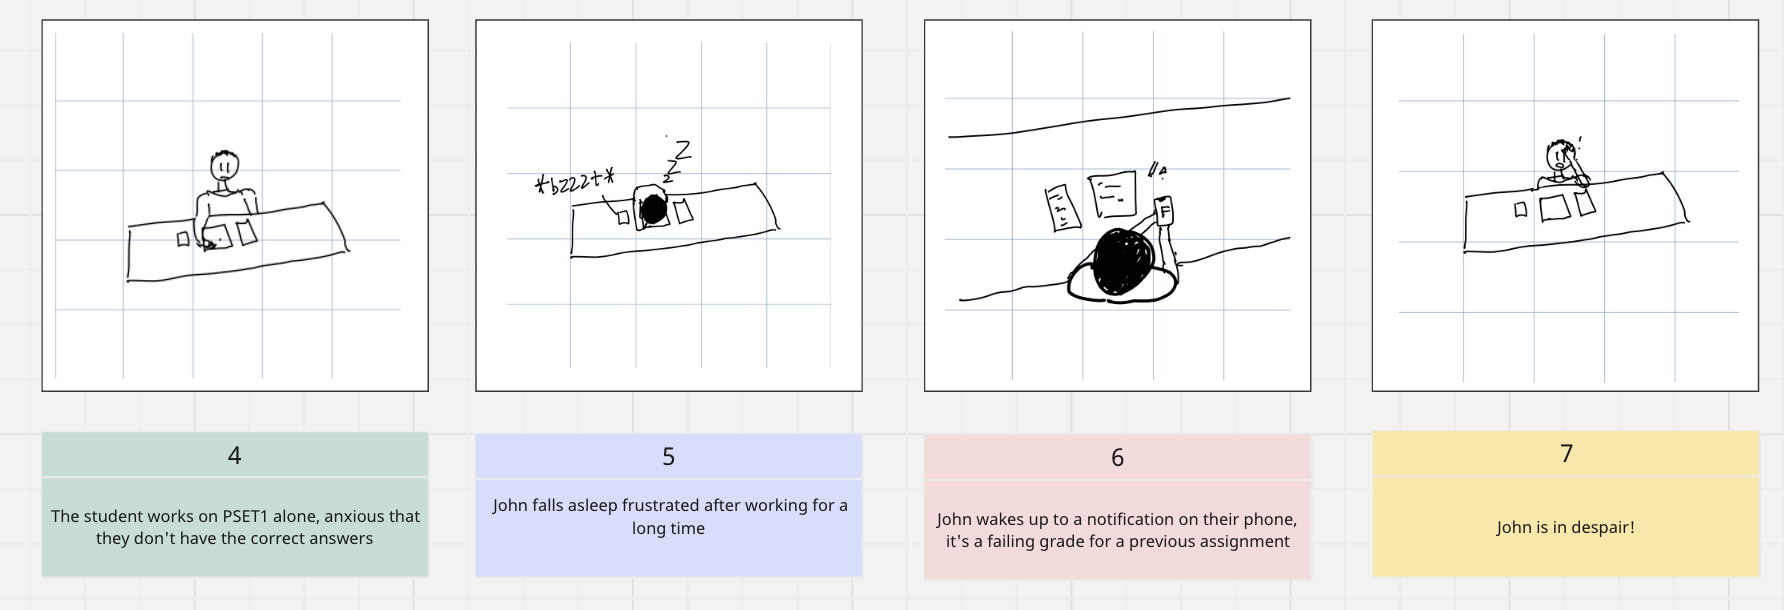 *bzzzt*
z
Z
Z
F
4
The student works on PSET1 alone, anxious that
they don't have the correct answers
5
John falls asleep frustrated after working for a
long time
6
John wakes up to a notification on their phone,
it's a failing grade for a previous assignment
7
John is in despair!